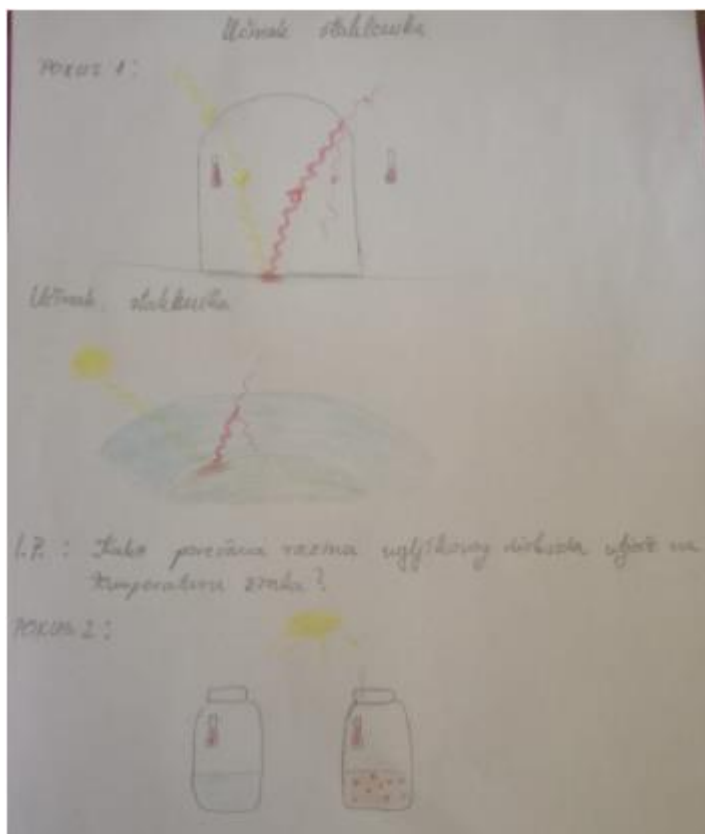 Učinak staklenika
POKUS 1:
Učinak staklenika
I.P.: Kako povećana razina ugljikovog dioksida utječe na
temperaturu zraka?
POKUS 2: